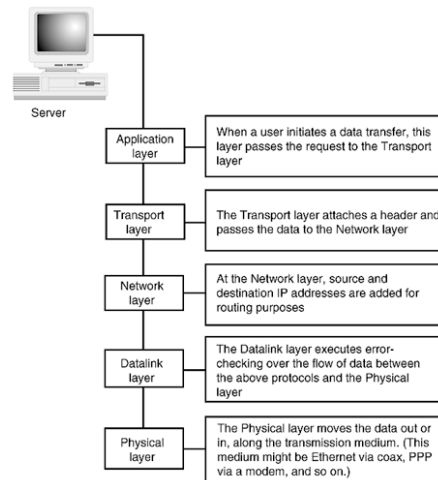 Server
Application
layer
When a user initiates a data transfer, this
layer passes the request to the Transport
layer
Transport
layer
The Transport layer attaches a header and
passes the data to the Network layer
Network
layer
At the Network layer, source and
destination IP addresses are added for
routing purposes
Datalink
layer
The Datalink layer executes error-
checking over the flow of data between
the above protocols and the Physical
layer
Physical
layer
The Physical layer moves the data out or
in, along the transmission medium. (This
medium might be Ethernet via coax, PPP
via a modem, and so on.)